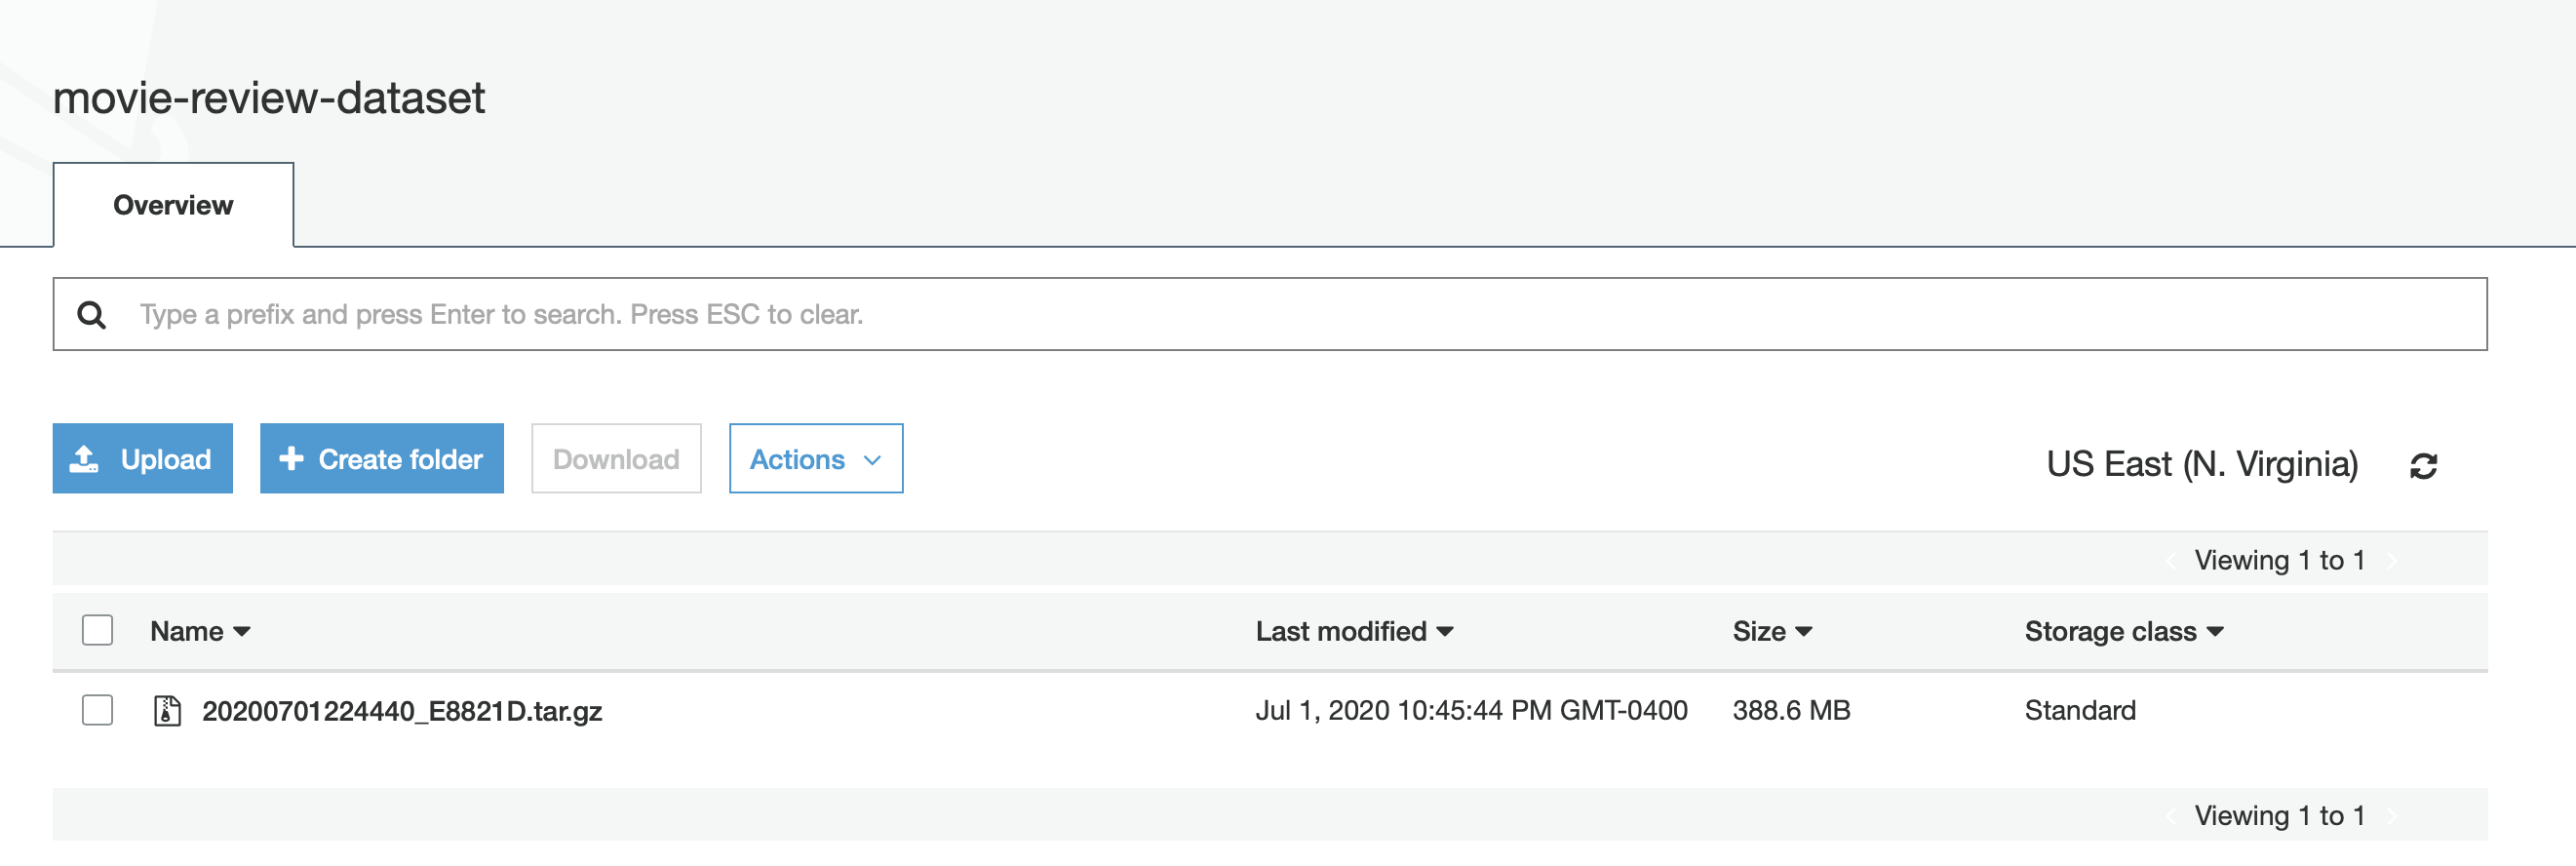 movie-review-dataset
Overview
Type a prefix and press Enter to search. Press ESC to clear.
Upload Create folder Download Actions US East (N. Virginia)
Viewing 1 to 1
Name Last modified Size Storage class
20200701224440_E8821D.tar.gz Jul 1, 2020 10:45:44 PM GMT-0400 388.6 MB Standard
Viewing 1 to 1